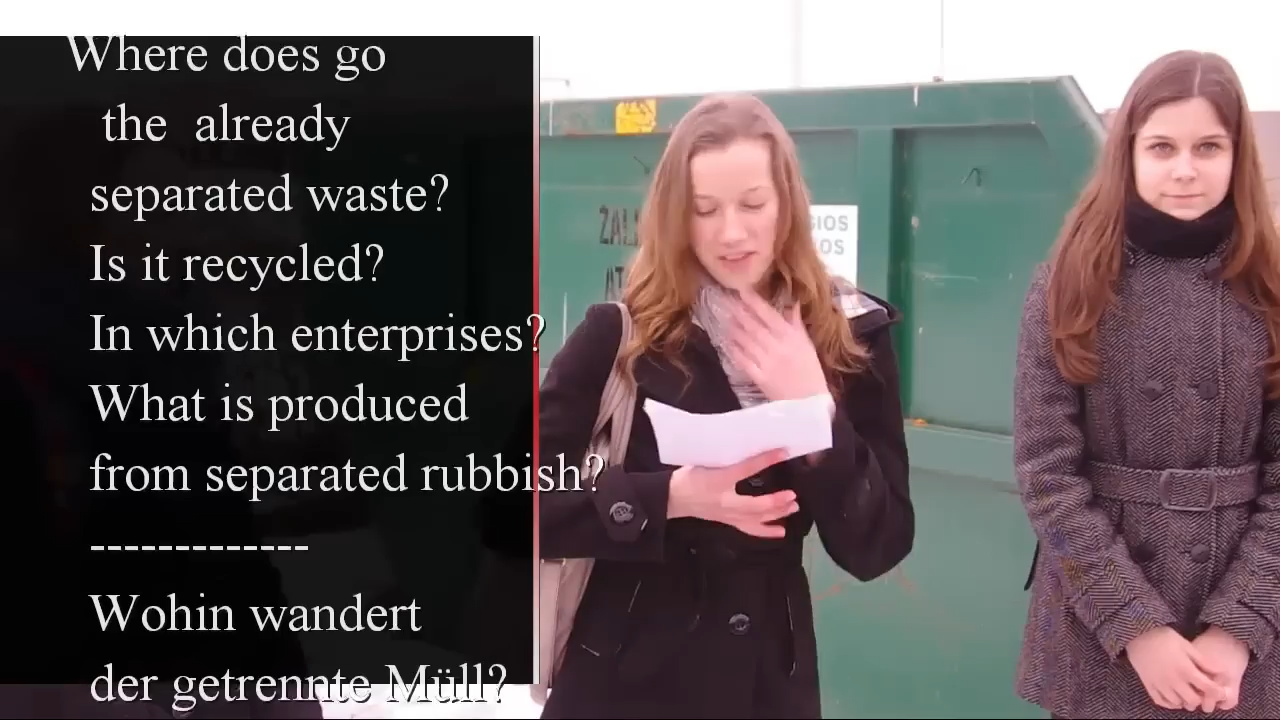 Where does go
the already
separated waste?
Is it recycled?
In which enterprises?
What is produced
from separated rubbish?
-------------
Wohin wandert
der getrennte Müll?